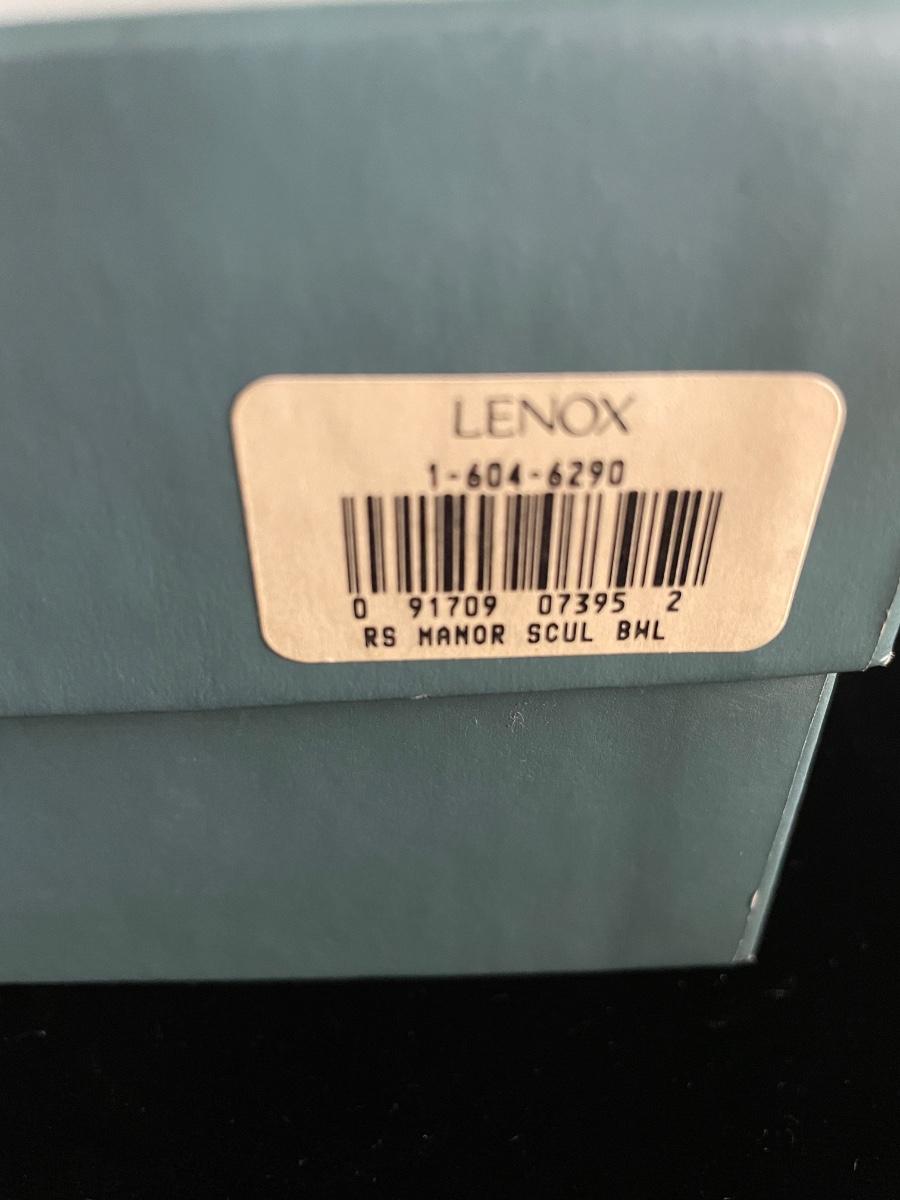 LENOX
1-604-6290
0 91709 07395 2
RS MANOR SCUL BWL